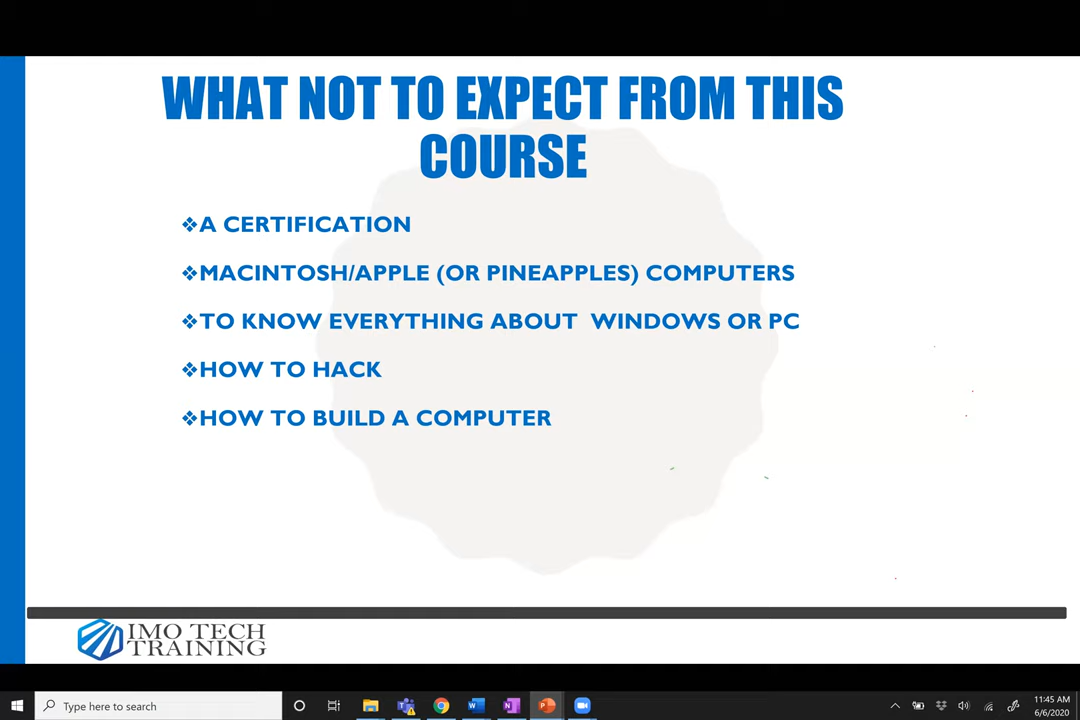 WHAT NOT TO EXPECT FROM THIS
COURSE
❖A CERTIFICATION
❖MACINTOSH/APPLE (OR PINEAPPLES) COMPUTERS
❖TO KNOW EVERYTHING ABOUT  WINDOWS OR PC
❖HOW TO HACK
❖HOW TO BUILD A COMPUTER
IMO TECH
TRAINING
Type here to search
11:45 AM
6/6/2020